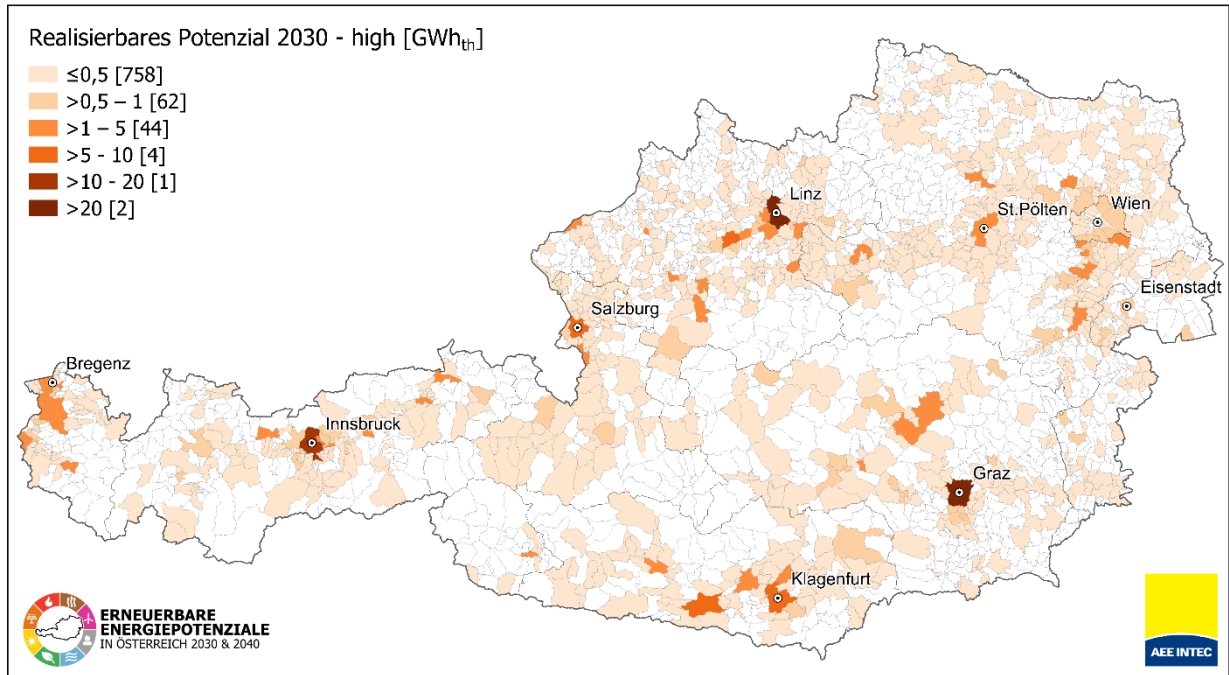 Realisierbares Potenzial 2030 - high [GWhth]
≤0,5 [758]
>0,5 – 1 [62]
>1 – 5 [44]
>5 - 10 [4]
>10 - 20 [1]
>20 [2]
Linz
St.Pölten
Wien
Eisenstadt
Salzburg
Bregenz
Innsbruck
Graz
Klagenfurt
ERNEUERBARE
ENERGIEPOTENZIALE
IN ÖSTERREICH 2030 & 2040
AEE INTEC